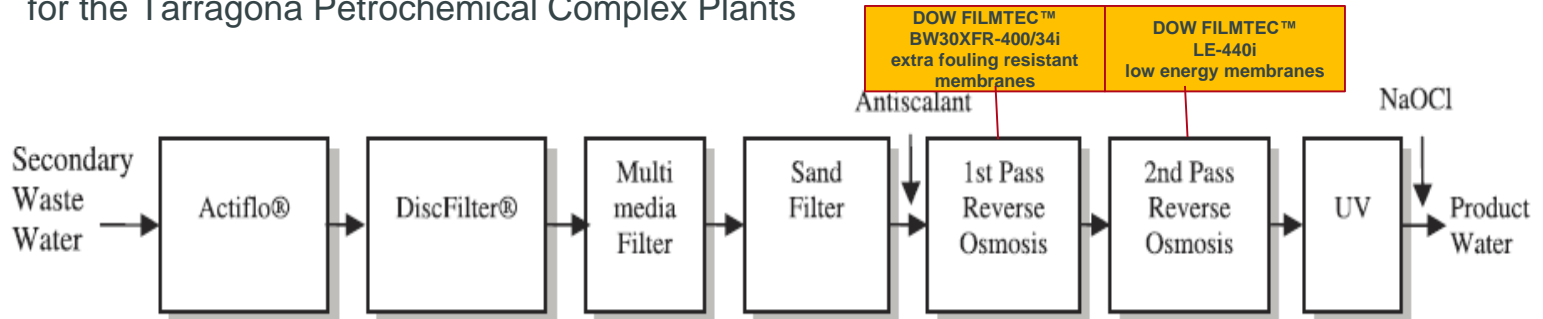 for the Tarragona Petrochemical Complex Plants
DOW FILMTEC™
BW30XFR-400/34i
extra fouling resistant
membranes
DOW FILMTEC™
LE-440i
low energy membranes
Antiscalant
NaOCl
Secondary
Waste
Water
Actiflo®
DiscFilter®
Multi
media
Filter
Sand
Filter
1st Pass
Reverse
Osmosis
2nd Pass
Reverse
Osmosis
UV
Product
Water